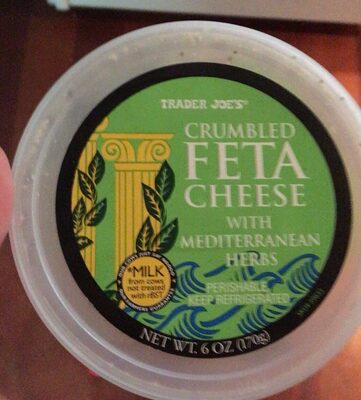 TRADER JOE'S®
CRUMBLED
FETA
CHEESE
WITH
MEDITERRANEAN
HERBS
*MILK
from cows
not treated
with rBST
PERISHABLE
KEEP REFRIGERATED
NET WT. 6 OZ. (170g)